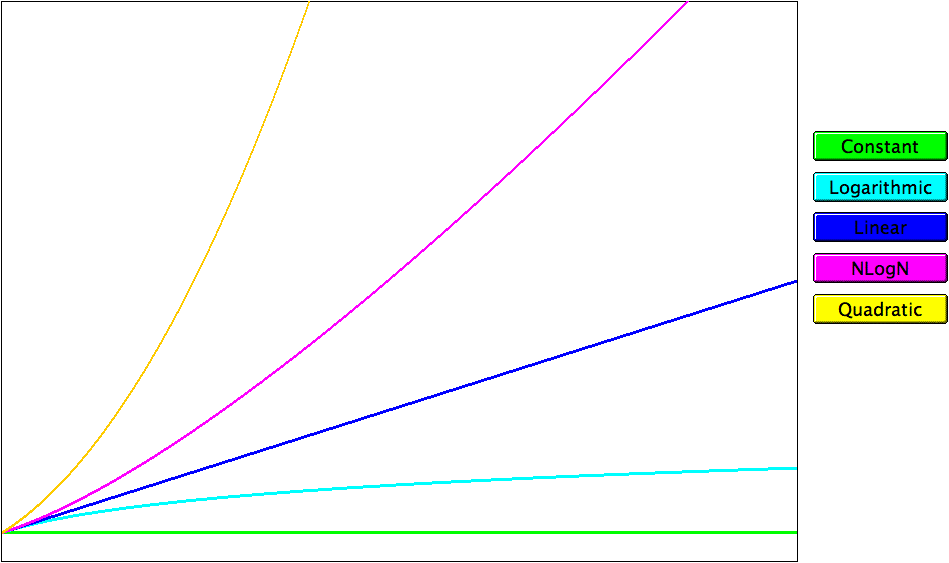 Constant
Logarithmic
Linear
NLogN
Quadratic